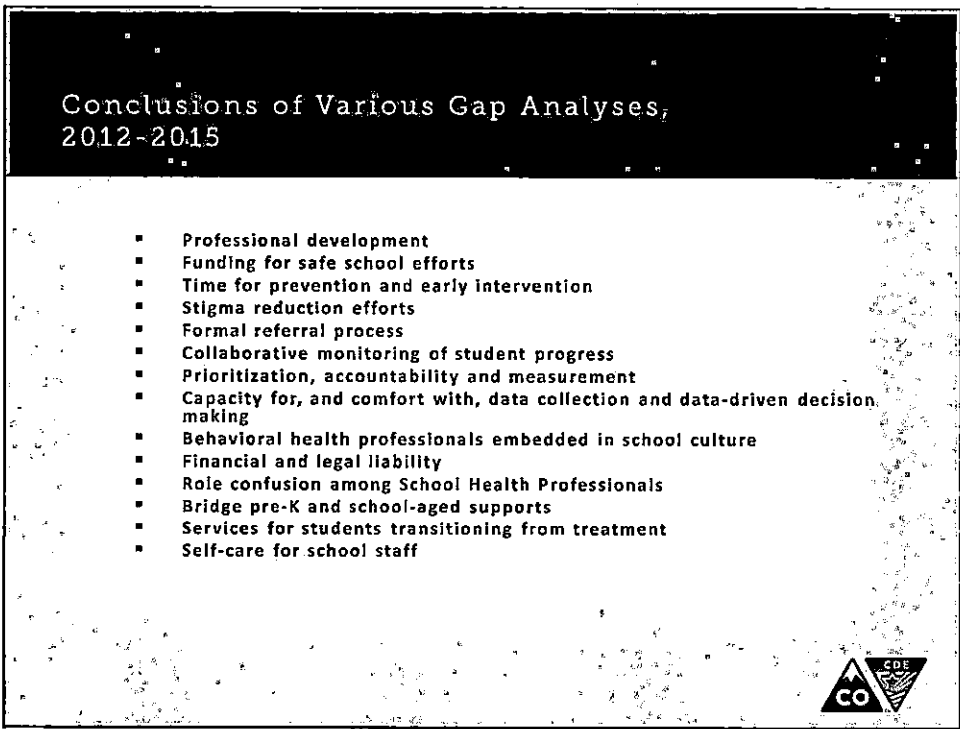 Conclusions of Various Gap Analyses,
2012-2015
▪ Professional development
▪ Funding for safe school efforts
▪ Time for prevention and early intervention
▪ Stigma reduction efforts
▪ Formal referral process
▪ Collaborative monitoring of student progress
▪ Prioritization, accountability and measurement
▪ Capacity for, and comfort with, data collection and data-driven decision
making
▪ Behavioral health professionals embedded in school culture
▪ Financial and legal liability
▪ Role confusion among School Health Professionals
▪ Bridge pre-K and school-aged supports
▪ Services for students transitioning from treatment
▪ Self-care for school staff
CO CDE